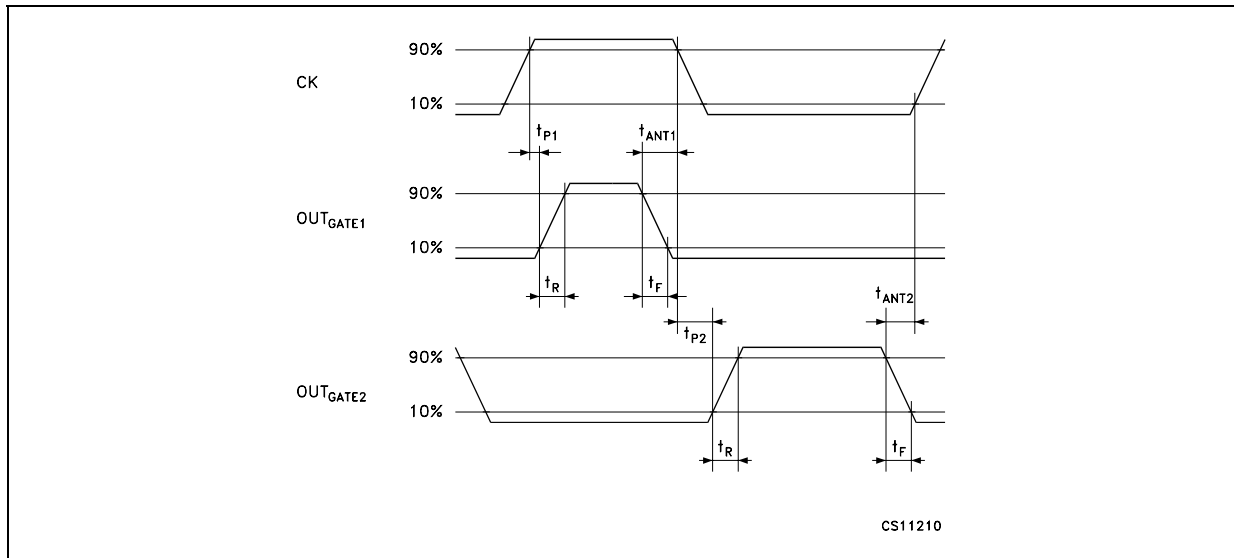 90%
CK
10%
tP1
tANT1
90%
OUTGATE1
10%
tR
tF
tANT2
tP2
90%
OUTGATE2
10%
tR
tF
CS11210